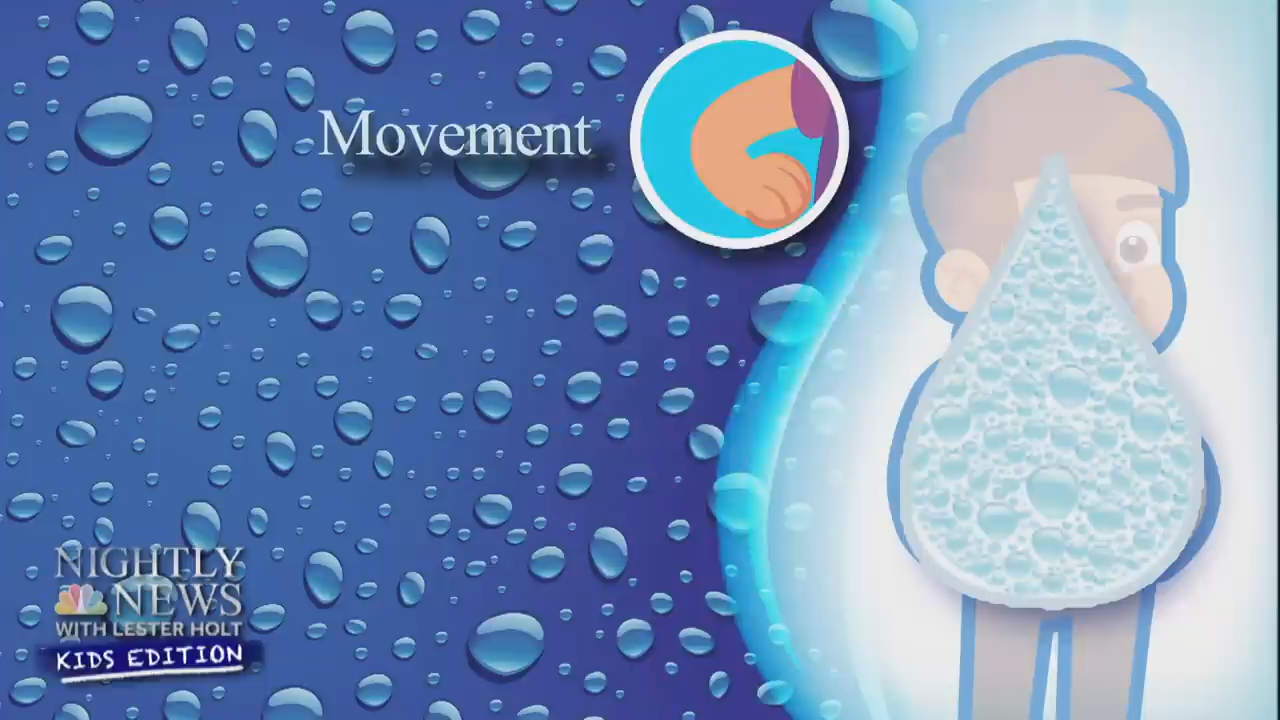 Movement
NIGHTLY
NEWS
WITH LESTER HOLT
KIDS EDITION